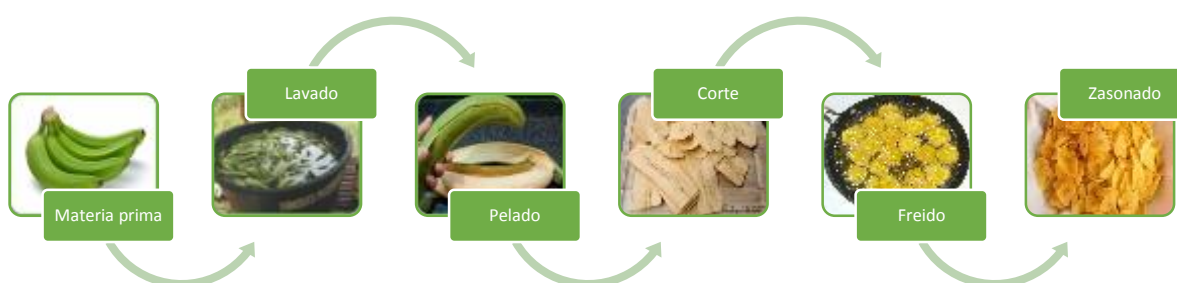 Materia prima
Lavado
Pelado
Corte
Freido
Zasonado